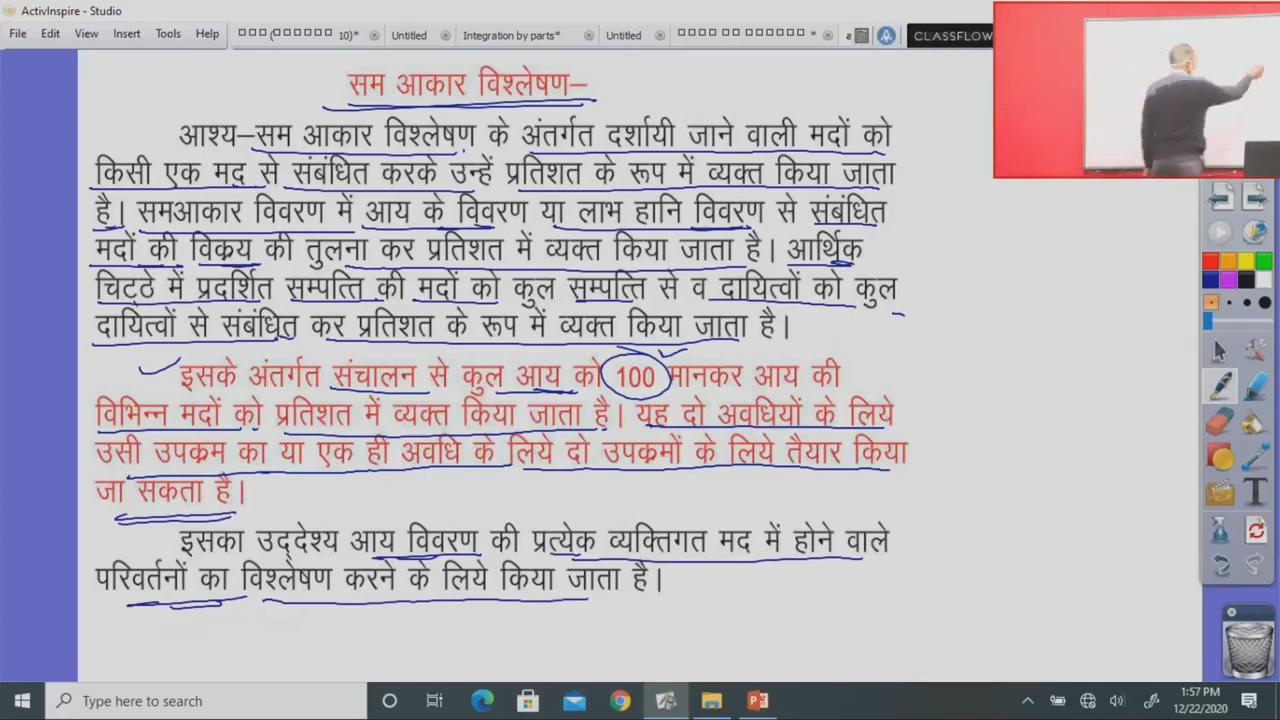 ActivInspire - Studio
File Edit View Insert Tools Help
10)* Untitled Integration by parts* Untitled * a CLASSFLOW
सम आकार विश्लेषण–
आश्य–सम आकार विश्लेषण के अंतर्गत दर्शायी जाने वाली मदों को
किसी एक मद से संबंधित करके उन्हें प्रतिशत के रूप में व्यक्त किया जाता
है। समआकार विवरण में आय के विवरण या लाभ हानि विवरण से संबंधित
मदों की विक्रय की तुलना कर प्रतिशत में व्यक्त किया जाता है। आर्थिक
चिट्ठे में प्रदर्शित सम्पत्ति की मदों को कुल सम्पत्ति से व दायित्वों को कुल
दायित्वों से संबंधित कर प्रतिशत के रूप में व्यक्त किया जाता है।
इसके अंतर्गत संचालन से कुल आय को 100 मानकर आय की
विभिन्न मदों को प्रतिशत में व्यक्त किया जाता है। यह दो अवधियों के लिये
उसी उपक्रम का या एक ही अवधि के लिये दो उपक्रमों के लिये तैयार किया
जा सकता है।
इसका उद्देश्य आय विवरण की प्रत्येक व्यक्तिगत मद में होने वाले
परिवर्तनों का विश्लेषण करने के लिये किया जाता है।
Type here to search
1:57 PM
12/22/2020